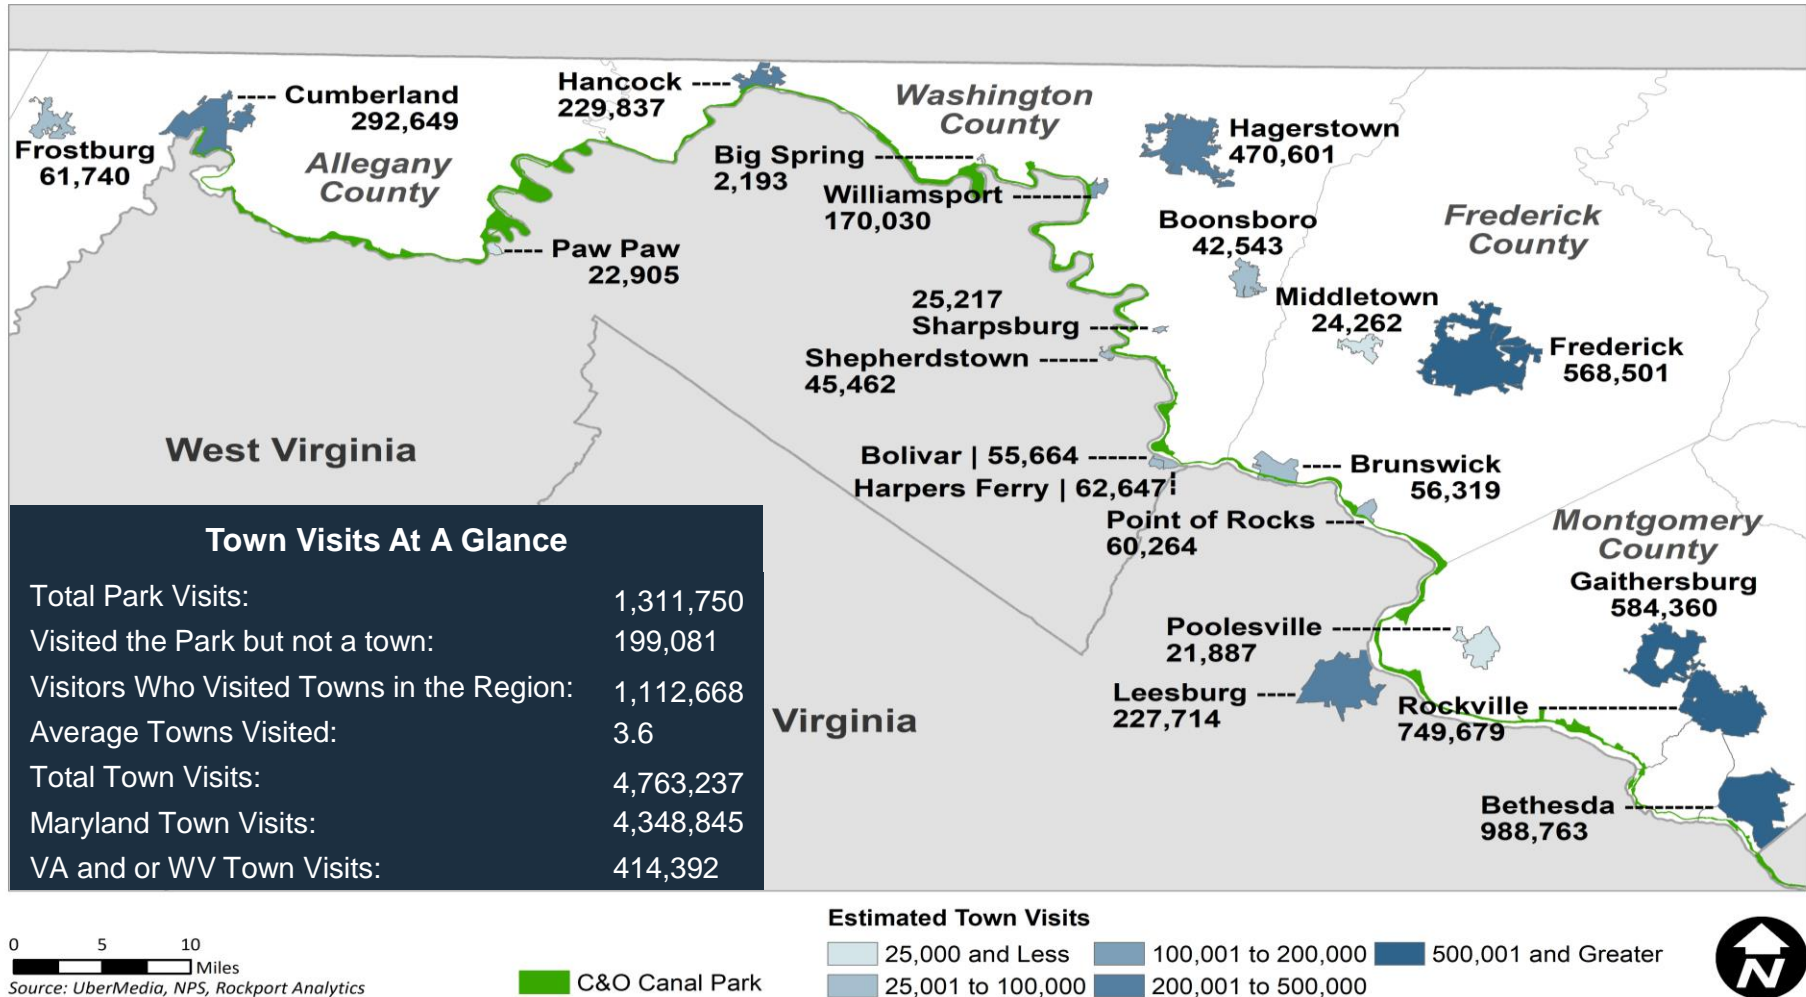 Cumberland
292,649
Hancock
229,837
Washington
County
Frostburg
61,740
Allegany
County
Big Spring
2,193
Williamsport
170,030
Hagerstown
470,601
Boonsboro
42,543
Frederick
County
Paw Paw
22,905
Middletown
24,262
25,217
Sharpsburg
Shepherdstown
45,462
Frederick
568,501
West Virginia
Bolivar | 55,664
Harpers Ferry | 62,647
Brunswick
56,319
Point of Rocks
60,264
Montgomery
County
Gaithersburg
584,360
Poolesville
21,887
Leesburg
227,714
Rockville
749,679
Virginia
Bethesda
988,763
Town Visits At A Glance
Total Park Visits: 1,311,750
Visited the Park but not a town: 199,081
Visitors Who Visited Towns in the Region: 1,112,668
Average Towns Visited: 3.6
Total Town Visits: 4,763,237
Maryland Town Visits: 4,348,845
VA and or WV Town Visits: 414,392
0 5 10
Miles
Source: UberMedia, NPS, Rockport Analytics
C&O Canal Park
Estimated Town Visits
25,000 and Less
100,001 to 200,000
500,001 and Greater
25,001 to 100,000
200,001 to 500,000
N